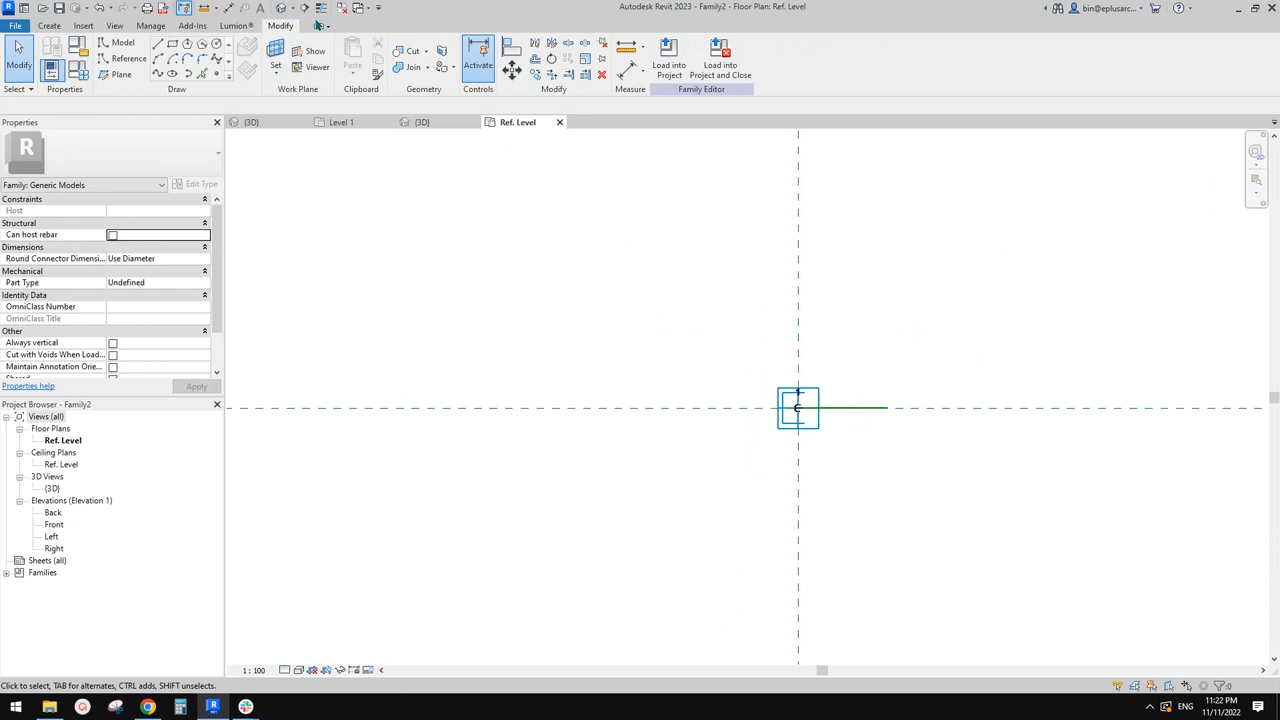 Autodesk Revit 2023 - Family2 - Floor Plan: Ref. Level
bin@eplusarc...
File Create Insert View Manage Add-Ins Lumion® Modify
Modify
Select
Properties
Model
Reference
Plane
Draw
Set
Show
Viewer
Work Plane
Paste
Clipboard
Cut
Join
Geometry
Activate
Controls
Modify
Measure
Load into
Project
Load into
Project and Close
Family Editor
Properties
{3D}
Level 1
{3D}
Ref. Level
R
Family: Generic Models
Edit Type
Constraints
Host
Structural
Can host rebar
Dimensions
Round Connector Dimensi... Use Diameter
Mechanical
Part Type Undefined
Identity Data
OmniClass Number
OmniClass Title
Other
Always vertical
Cut with Voids When Load...
Maintain Annotation Orie...
Properties help
Apply
Project Browser - Family2
Views (all)
Floor Plans
Ref. Level
Ceiling Plans
Ref. Level
3D Views
{3D}
Elevations (Elevation 1)
Back
Front
Left
Right
Sheets (all)
Families
1 : 100
Click to select, TAB for alternates, CTRL adds, SHIFT unselects.
:0
ENG
11:22 PM
11/11/2022